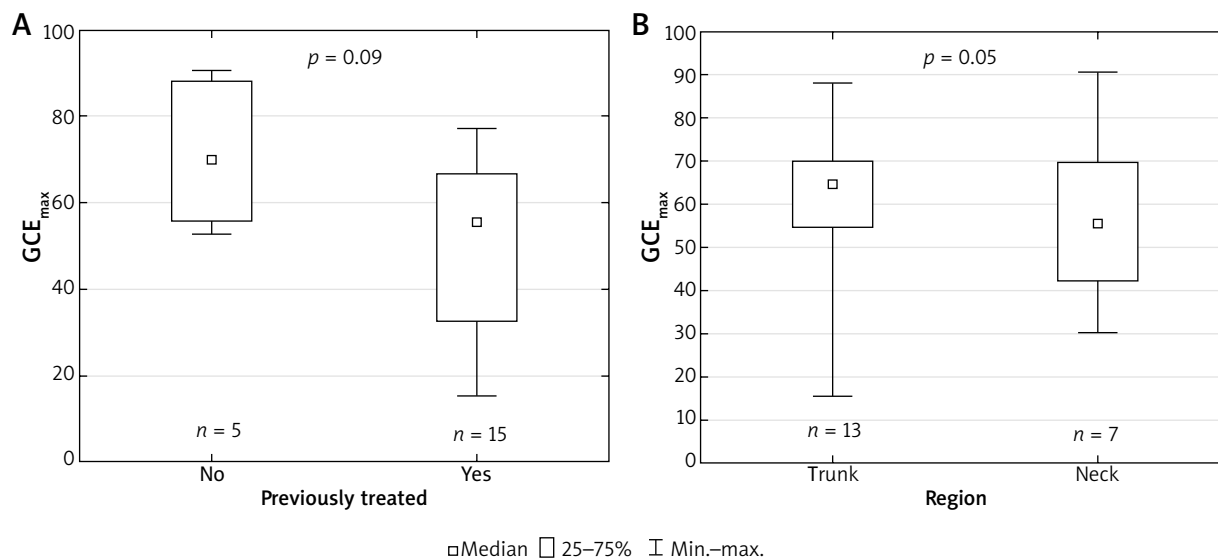 A
100
80
60
40
20
0
GCEmax
p = 0.09
n = 5
n = 15
No
Yes
Previously treated
B
100
90
80
70
60
50
40
30
20
10
0
GCEmax
p = 0.05
n = 13
n = 7
Trunk
Neck
Region
Median 25–75% Min.–max.